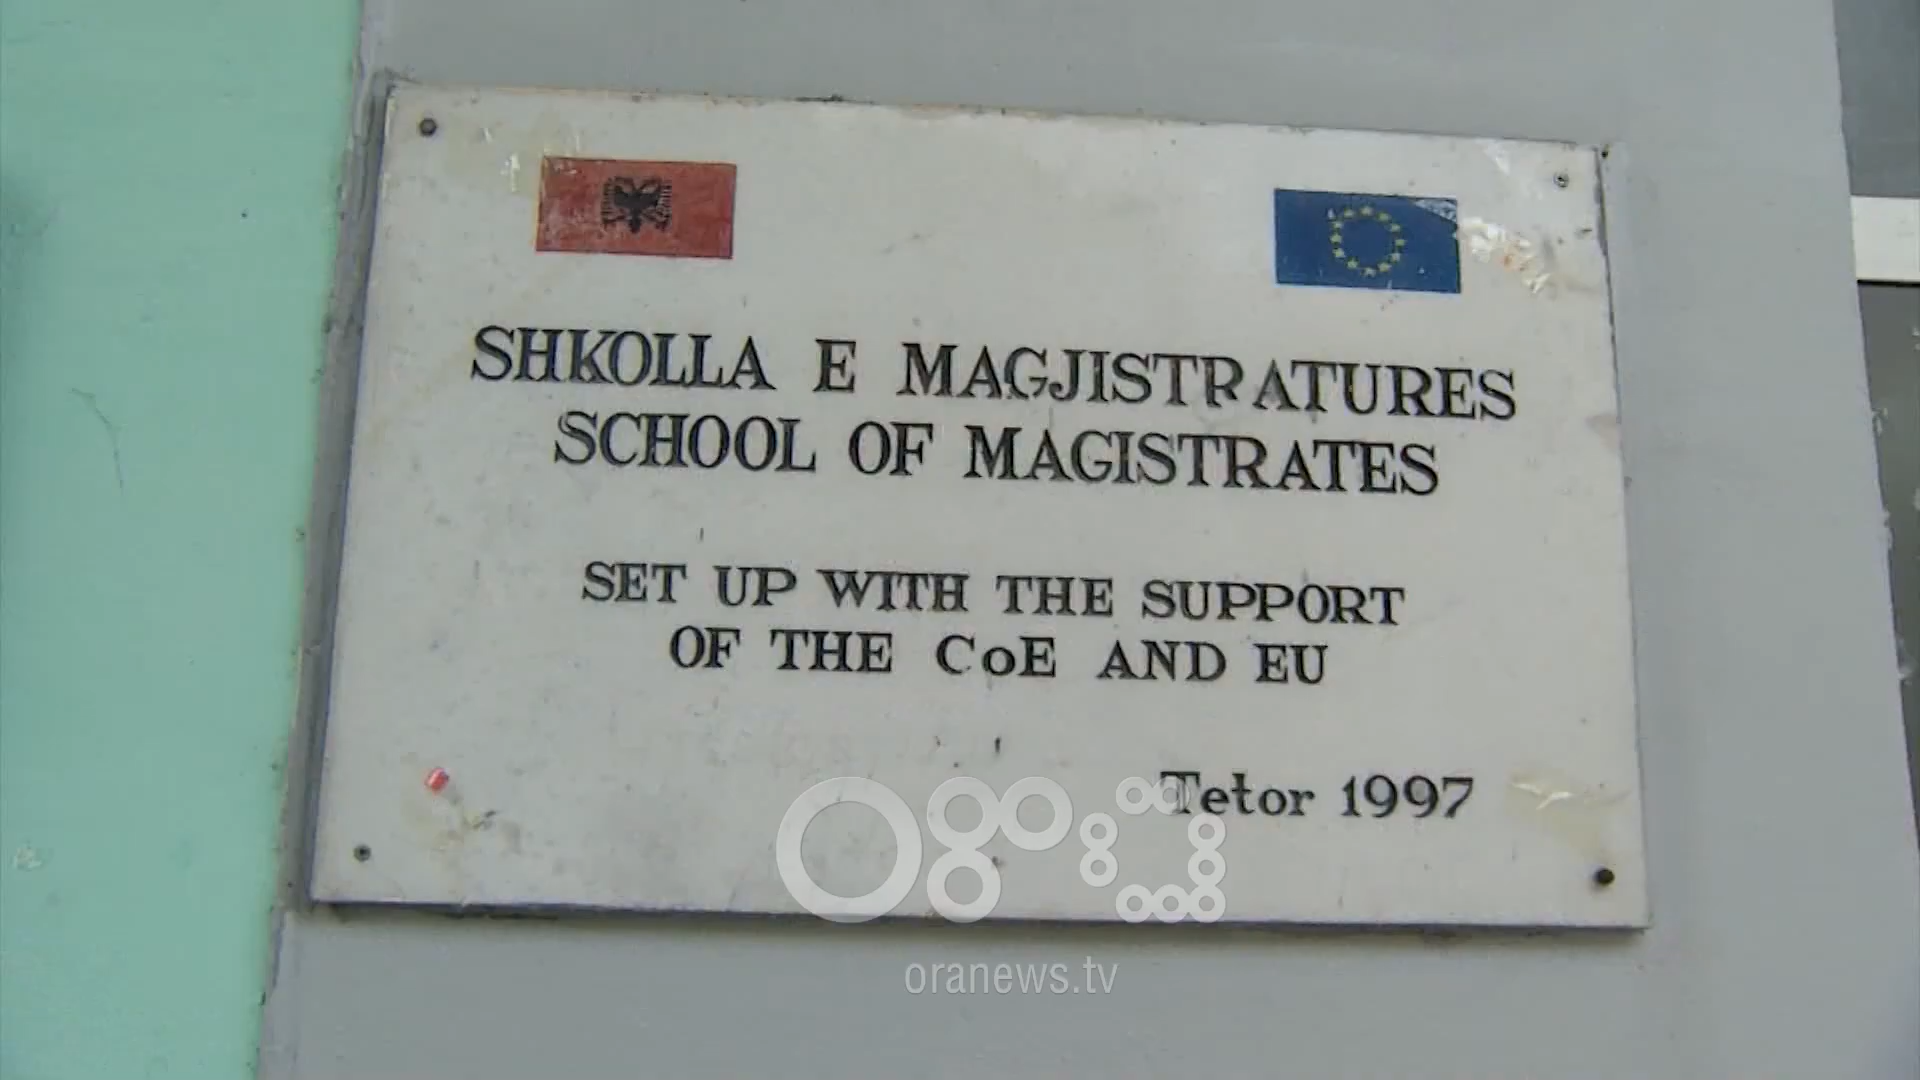 SHKOLLA E MAGJISTRATURES
SCHOOL OF MAGISTRATES
SET UP WITH THE SUPPORT
OF THE CoE AND EU
Tetor 1997
oranews.tv